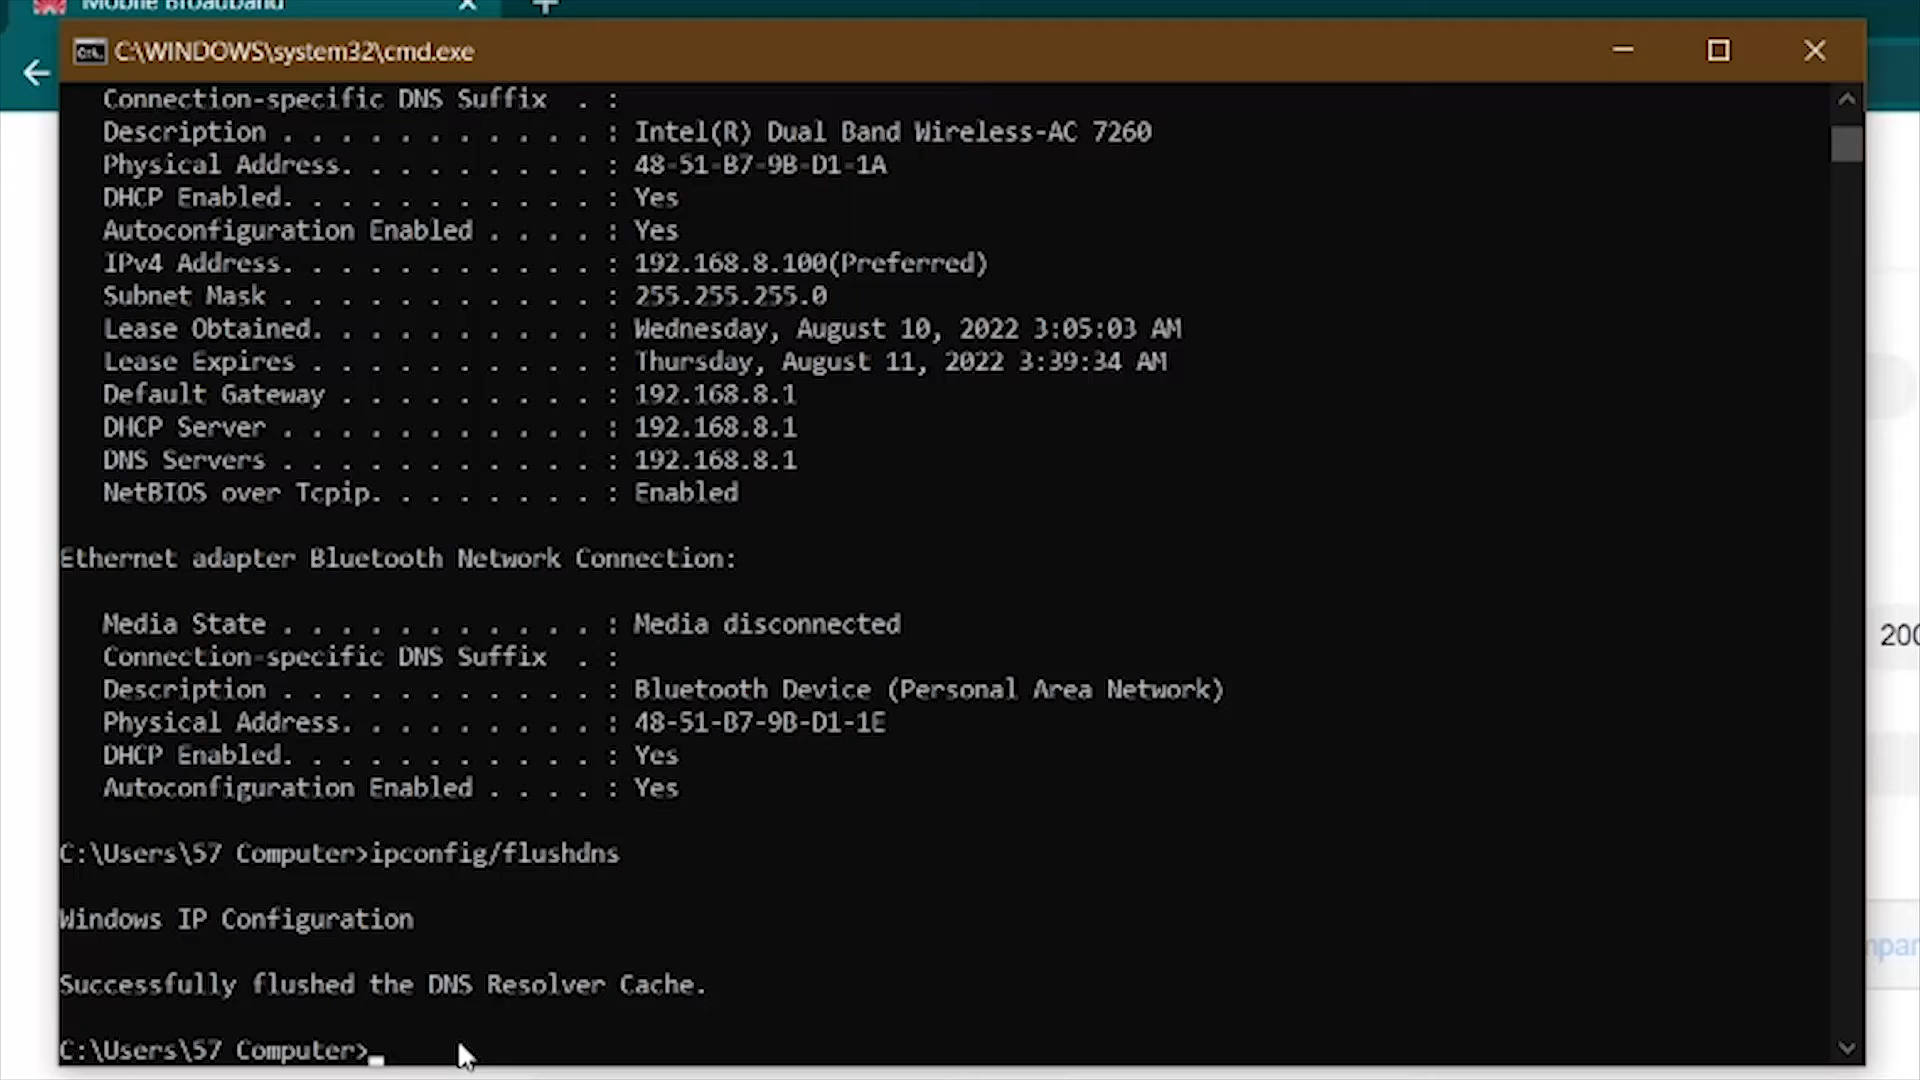 Mobile Broadband
C:\WINDOWS\system32\cmd.exe
Connection-specific DNS Suffix  . :
Description . . . . . . . . . . . : Intel(R) Dual Band Wireless-AC 7260
Physical Address. . . . . . . . . : 48-51-B7-9B-D1-1A
DHCP Enabled. . . . . . . . . . . : Yes
Autoconfiguration Enabled . . . . : Yes
IPv4 Address. . . . . . . . . . . : 192.168.8.100(Preferred)
Subnet Mask . . . . . . . . . . . : 255.255.255.0
Lease Obtained. . . . . . . . . . : Wednesday, August 10, 2022 3:05:03 AM
Lease Expires . . . . . . . . . . : Thursday, August 11, 2022 3:39:34 AM
Default Gateway . . . . . . . . . : 192.168.8.1
DHCP Server . . . . . . . . . . . : 192.168.8.1
DNS Servers . . . . . . . . . . . : 192.168.8.1
NetBIOS over Tcpip. . . . . . . . : Enabled
Ethernet adapter Bluetooth Network Connection:
Media State . . . . . . . . . . . : Media disconnected
Connection-specific DNS Suffix  . :
Description . . . . . . . . . . . : Bluetooth Device (Personal Area Network)
Physical Address. . . . . . . . . : 48-51-B7-9B-D1-1E
DHCP Enabled. . . . . . . . . . . : Yes
Autoconfiguration Enabled . . . . : Yes
C:\Users\57 Computer>ipconfig/flushdns
Windows IP Configuration
Successfully flushed the DNS Resolver Cache.
C:\Users\57 Computer>
200